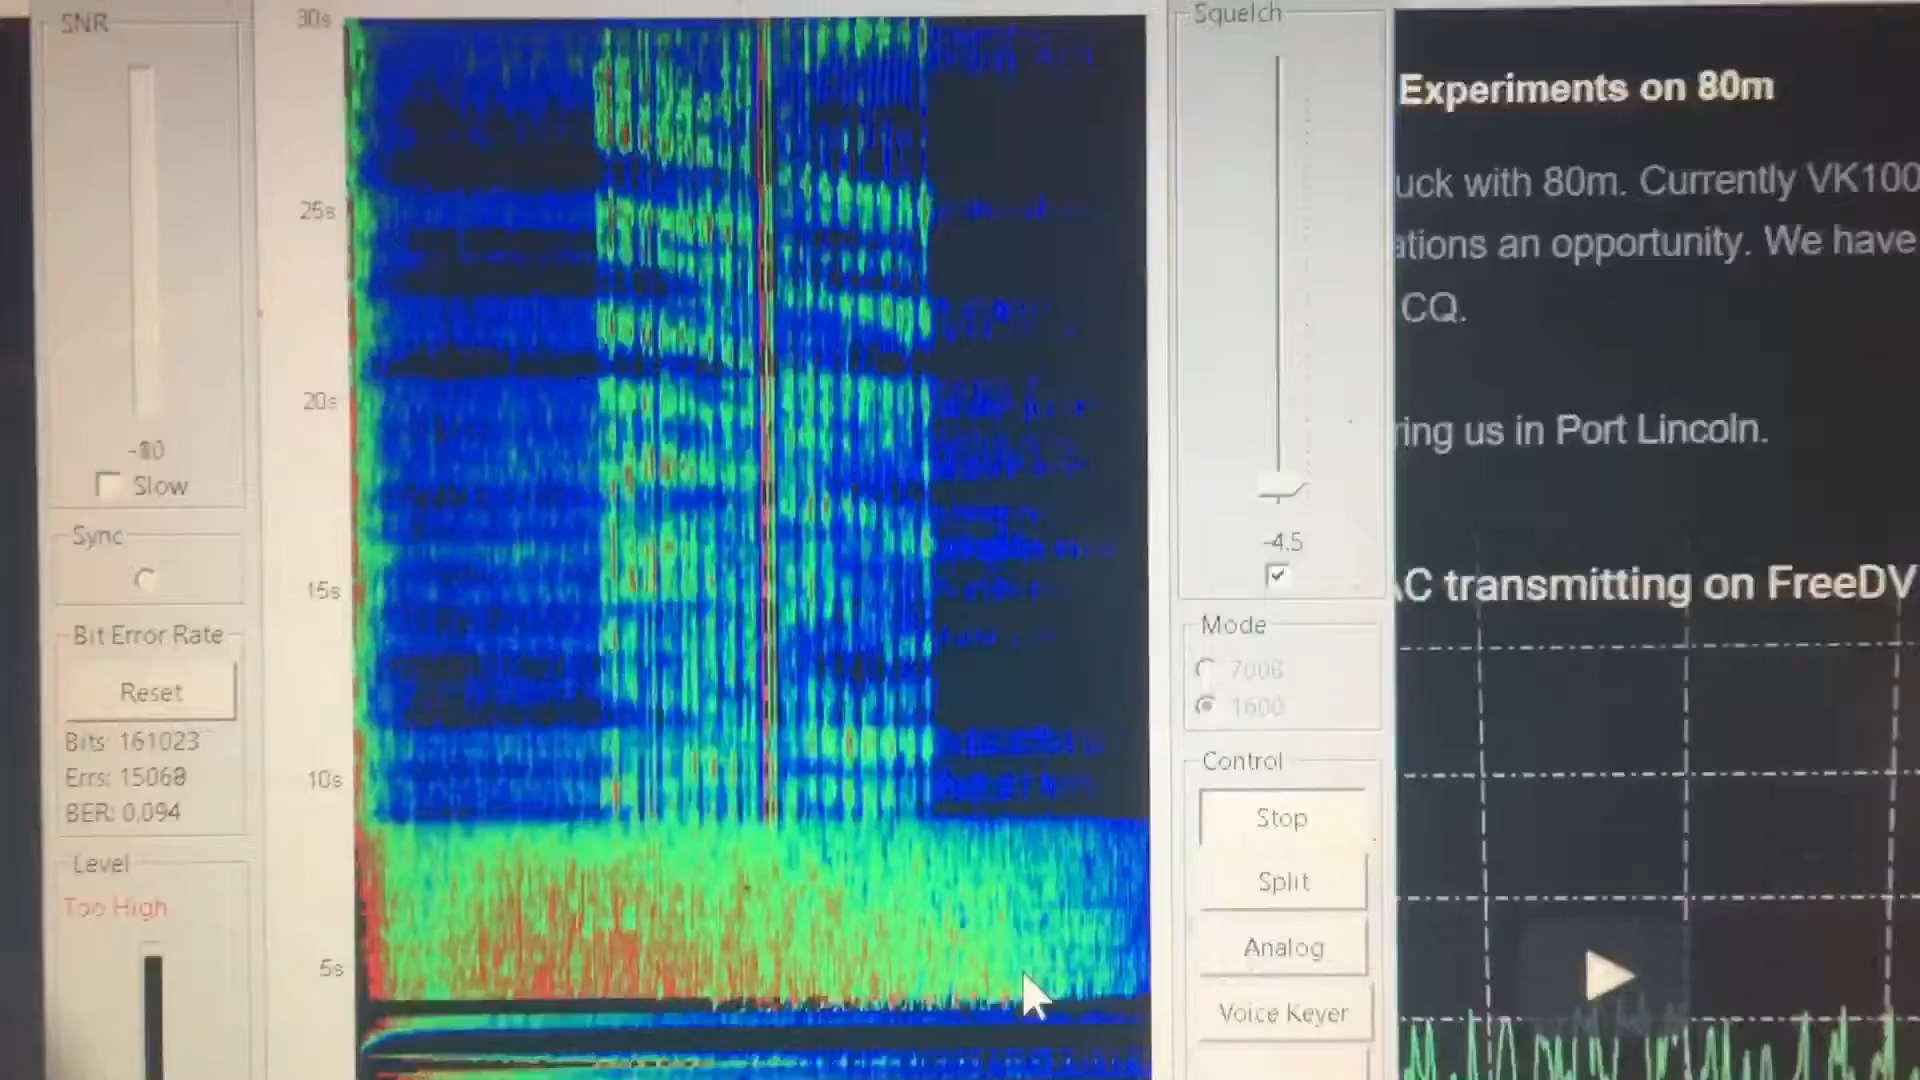 SNR
-10
Slow
Sync
Bit Error Rate
Reset
Bits: 161023
Errs: 15068
BER: 0.094
Level
Too High
30s
25s
20s
15s
10s
5s
Squelch
-4.5
Mode
1600
Control
Stop
Split
Analog
Voice Keyer
Experiments on 80m
uck with 80m. Currently VK100
ations an opportunity. We have
CQ.
ring us in Port Lincoln.
AC transmitting on FreeDV